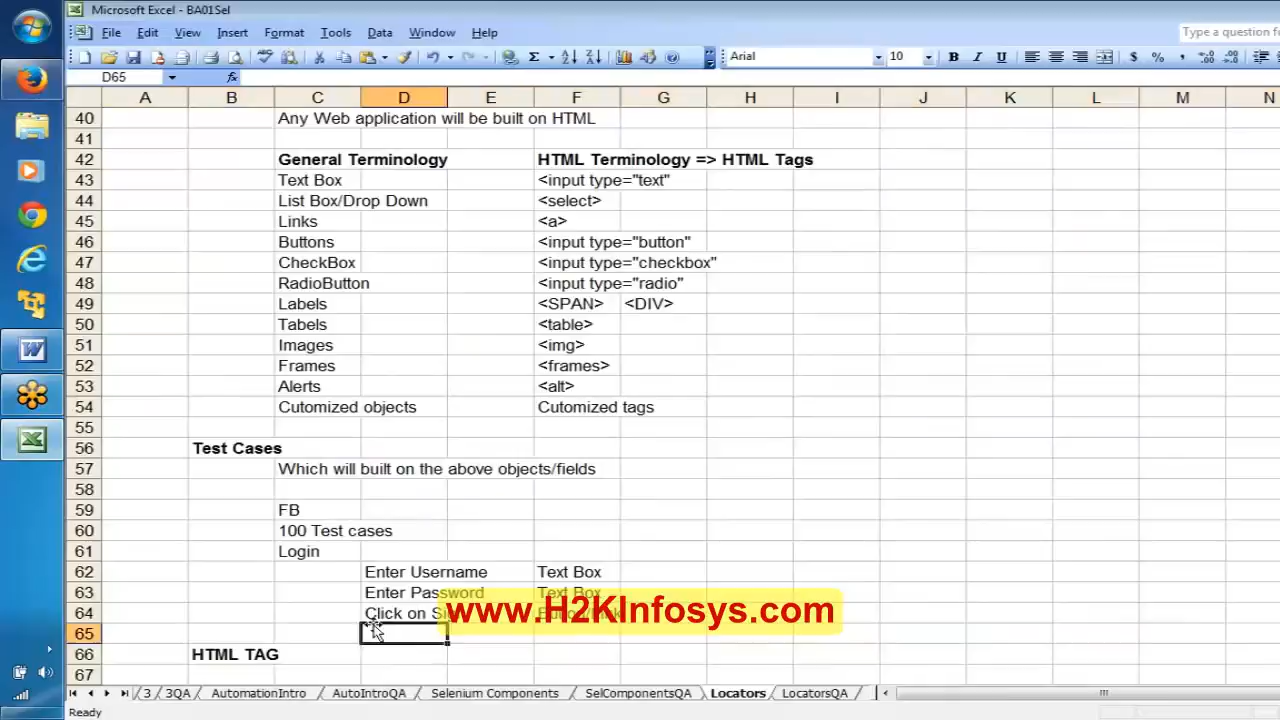 Microsoft Excel - BA01Sel
File Edit View Insert Format Tools Data Window Help
Type a question
Arial 10 B I U $ % ,
D65 fx
A B C D E F G H I J K L M N
40 Any Web application will be built on HTML
41
42 General Terminology HTML Terminology => HTML Tags
43 Text Box <input type="text"
44 List Box/Drop Down <select>
45 Links <a>
46 Buttons <input type="button"
47 CheckBox <input type="checkbox"
48 RadioButton <input type="radio"
49 Labels <SPAN> <DIV>
50 Tabels <table>
51 Images <img>
52 Frames <frames>
53 Alerts <alt>
54 Cutomized objects Cutomized tags
55
56 Test Cases
57 Which will built on the above objects/fields
58
59 FB
60 100 Test cases
61 Login
62 Enter Username Text Box
63 Enter Password Text Box
64 Click on
www.H2KInfosys.com
65
66 HTML TAG
67
3 3QA AutomationIntro AutoIntroQA Selenium Components SelComponentsQA Locators LocatorsQA
Ready